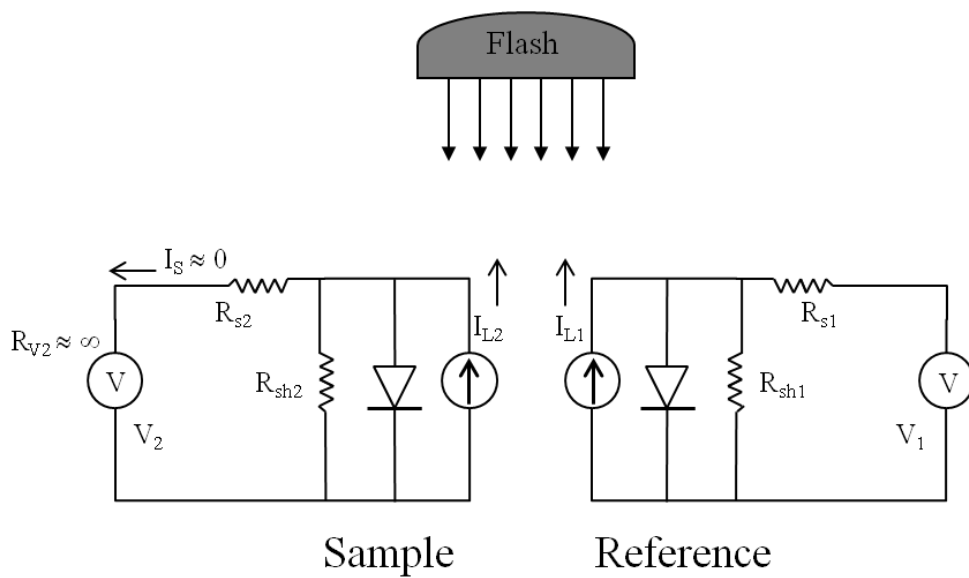 Flash
I_S ≈ 0
R_s2
R_V2 ≈ ∞
V
V_2
R_sh2
I_L2
I_L1
R_s1
R_sh1
V
V_1
Sample
Reference